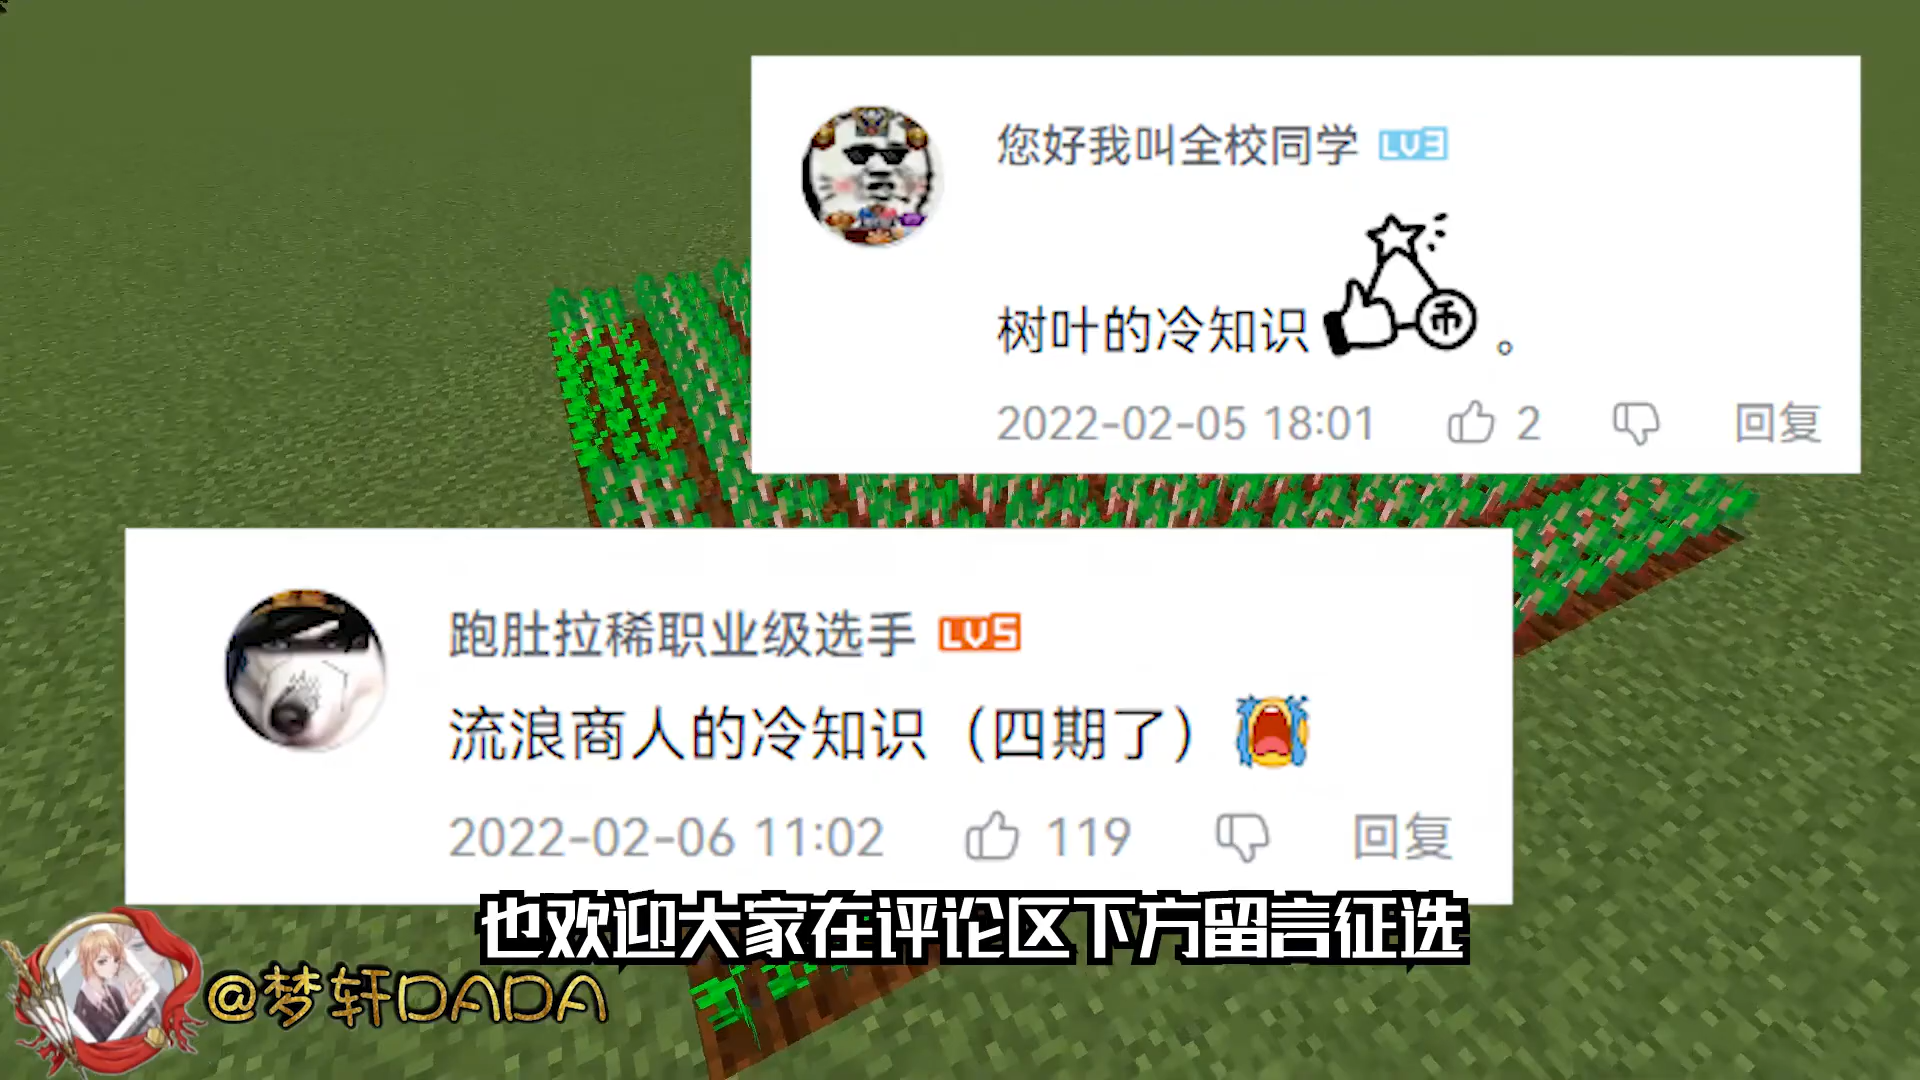 您好我叫全校同学 LV3
树叶的冷知识 币 。
2022-02-05 18:01 2 回复
跑肚拉稀职业级选手 LV5
流浪商人的冷知识（四期了）
2022-02-06 11:02 119 回复
也欢迎大家在评论区下方留言征选
@梦轩DADA